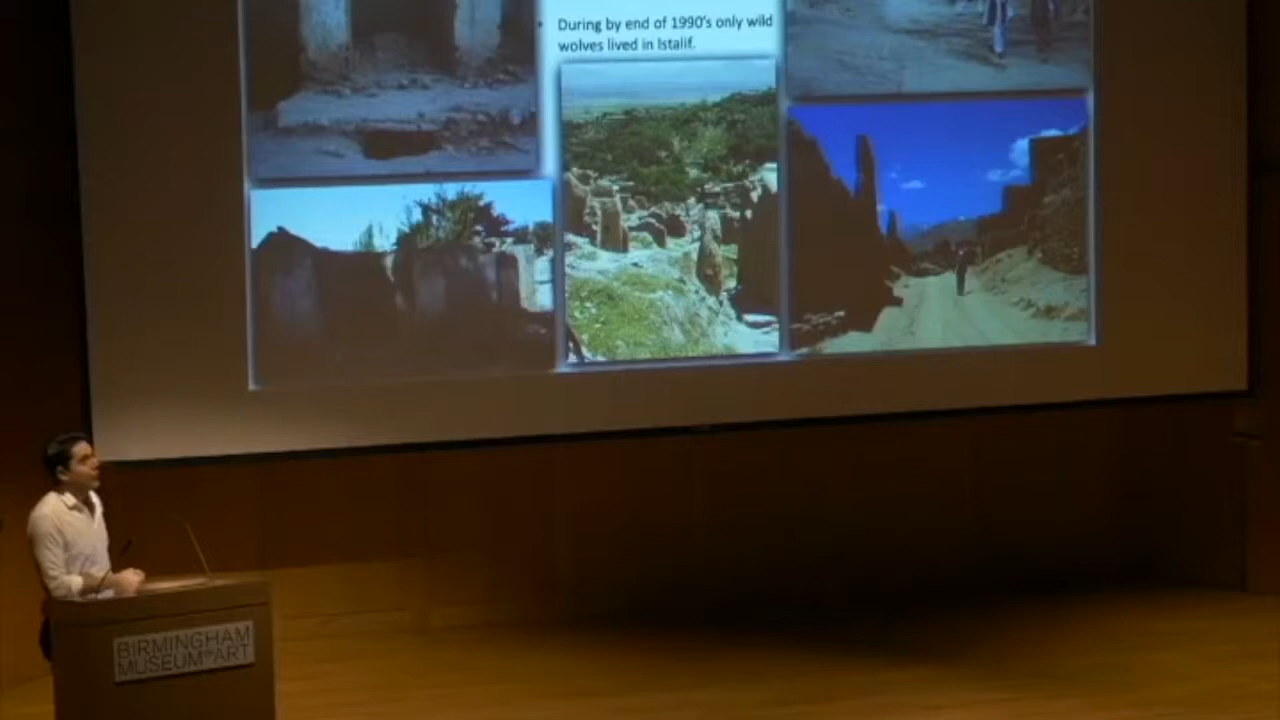 During by end of 1990's only wild
wolves lived in Istalif.
BIRMINGHAM
MUSEUM OF ART